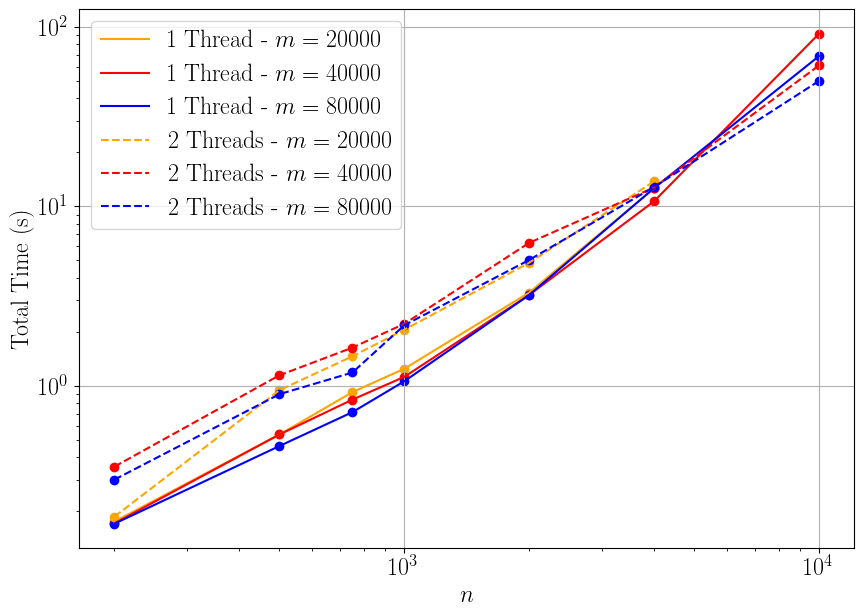 10^2
1 Thread - m = 20000
1 Thread - m = 40000
1 Thread - m = 80000
2 Threads - m = 20000
2 Threads - m = 40000
2 Threads - m = 80000
10^1
Total Time (s)
10^0
10^3
10^4
n